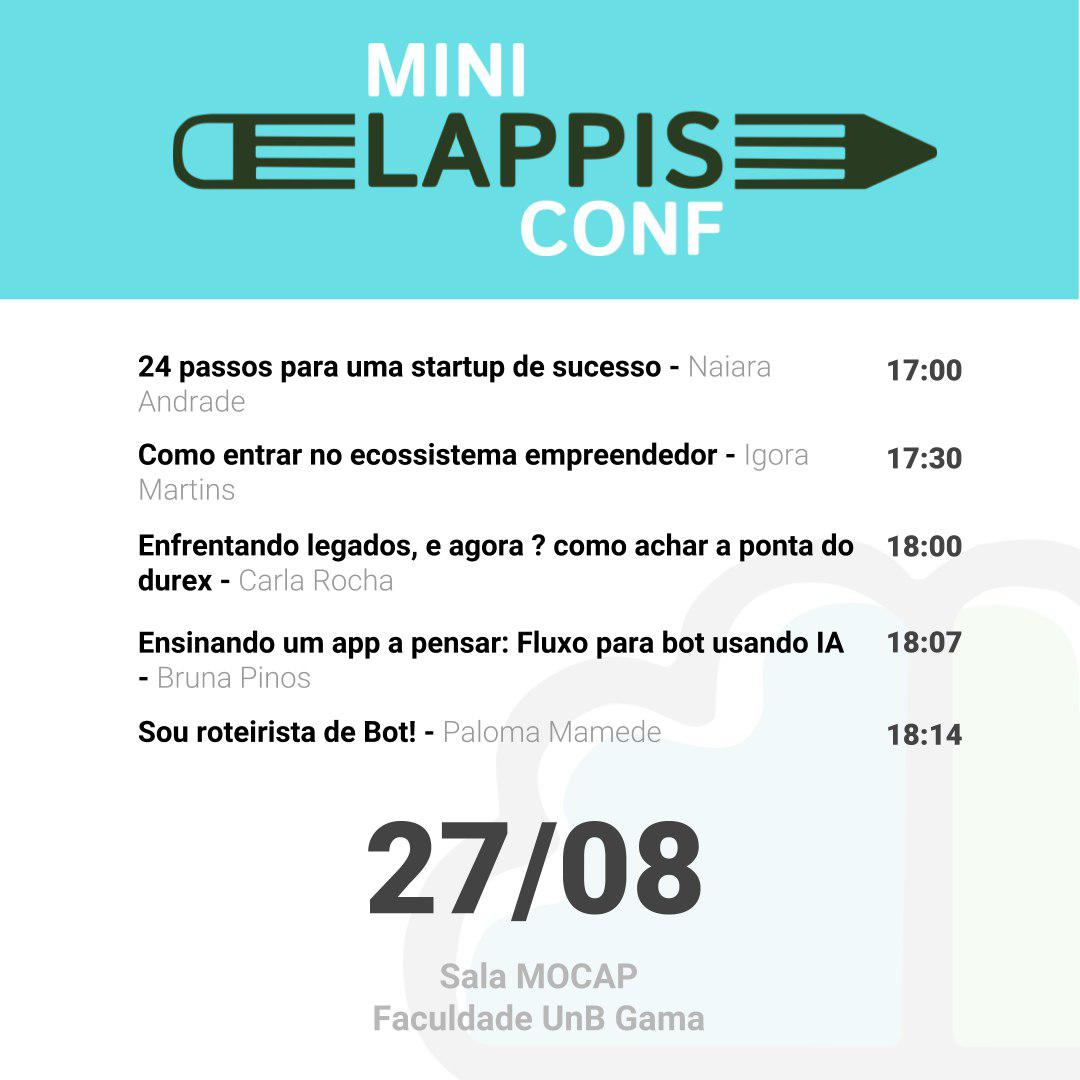 MINI
LAPPIS
CONF
24 passos para uma startup de sucesso - Naiara
Andrade
17:00
Como entrar no ecossistema empreendedor - Igora
Martins
17:30
Enfrentando legados, e agora ? como achar a ponta do
durex - Carla Rocha
18:00
Ensinando um app a pensar: Fluxo para bot usando IA
- Bruna Pinos
18:07
Sou roteirista de Bot! - Paloma Mamede
18:14
27/08
Sala MOCAP
Faculdade UnB Gama